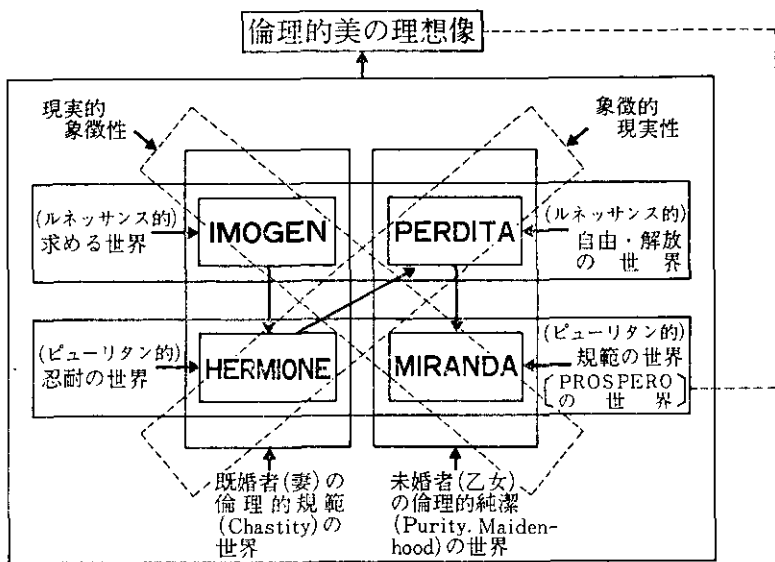 倫理的美の理想像
現実的
象徴性
象徴的
現実性
(ルネッサンス的)
求める世界
IMOGEN
PERDITA
(ルネッサンス的)
自由・解放
の世界
(ピューリタン的)
忍耐の世界
HERMIONE
MIRANDA
(ピューリタン的)
規範の世界
〔PROSPERO
の世界〕
既婚者(妻)の
倫理的規範
(Chastity)の
世界
未婚者(乙女)
の倫理的純潔
(Purity. Maiden-
hood)の世界